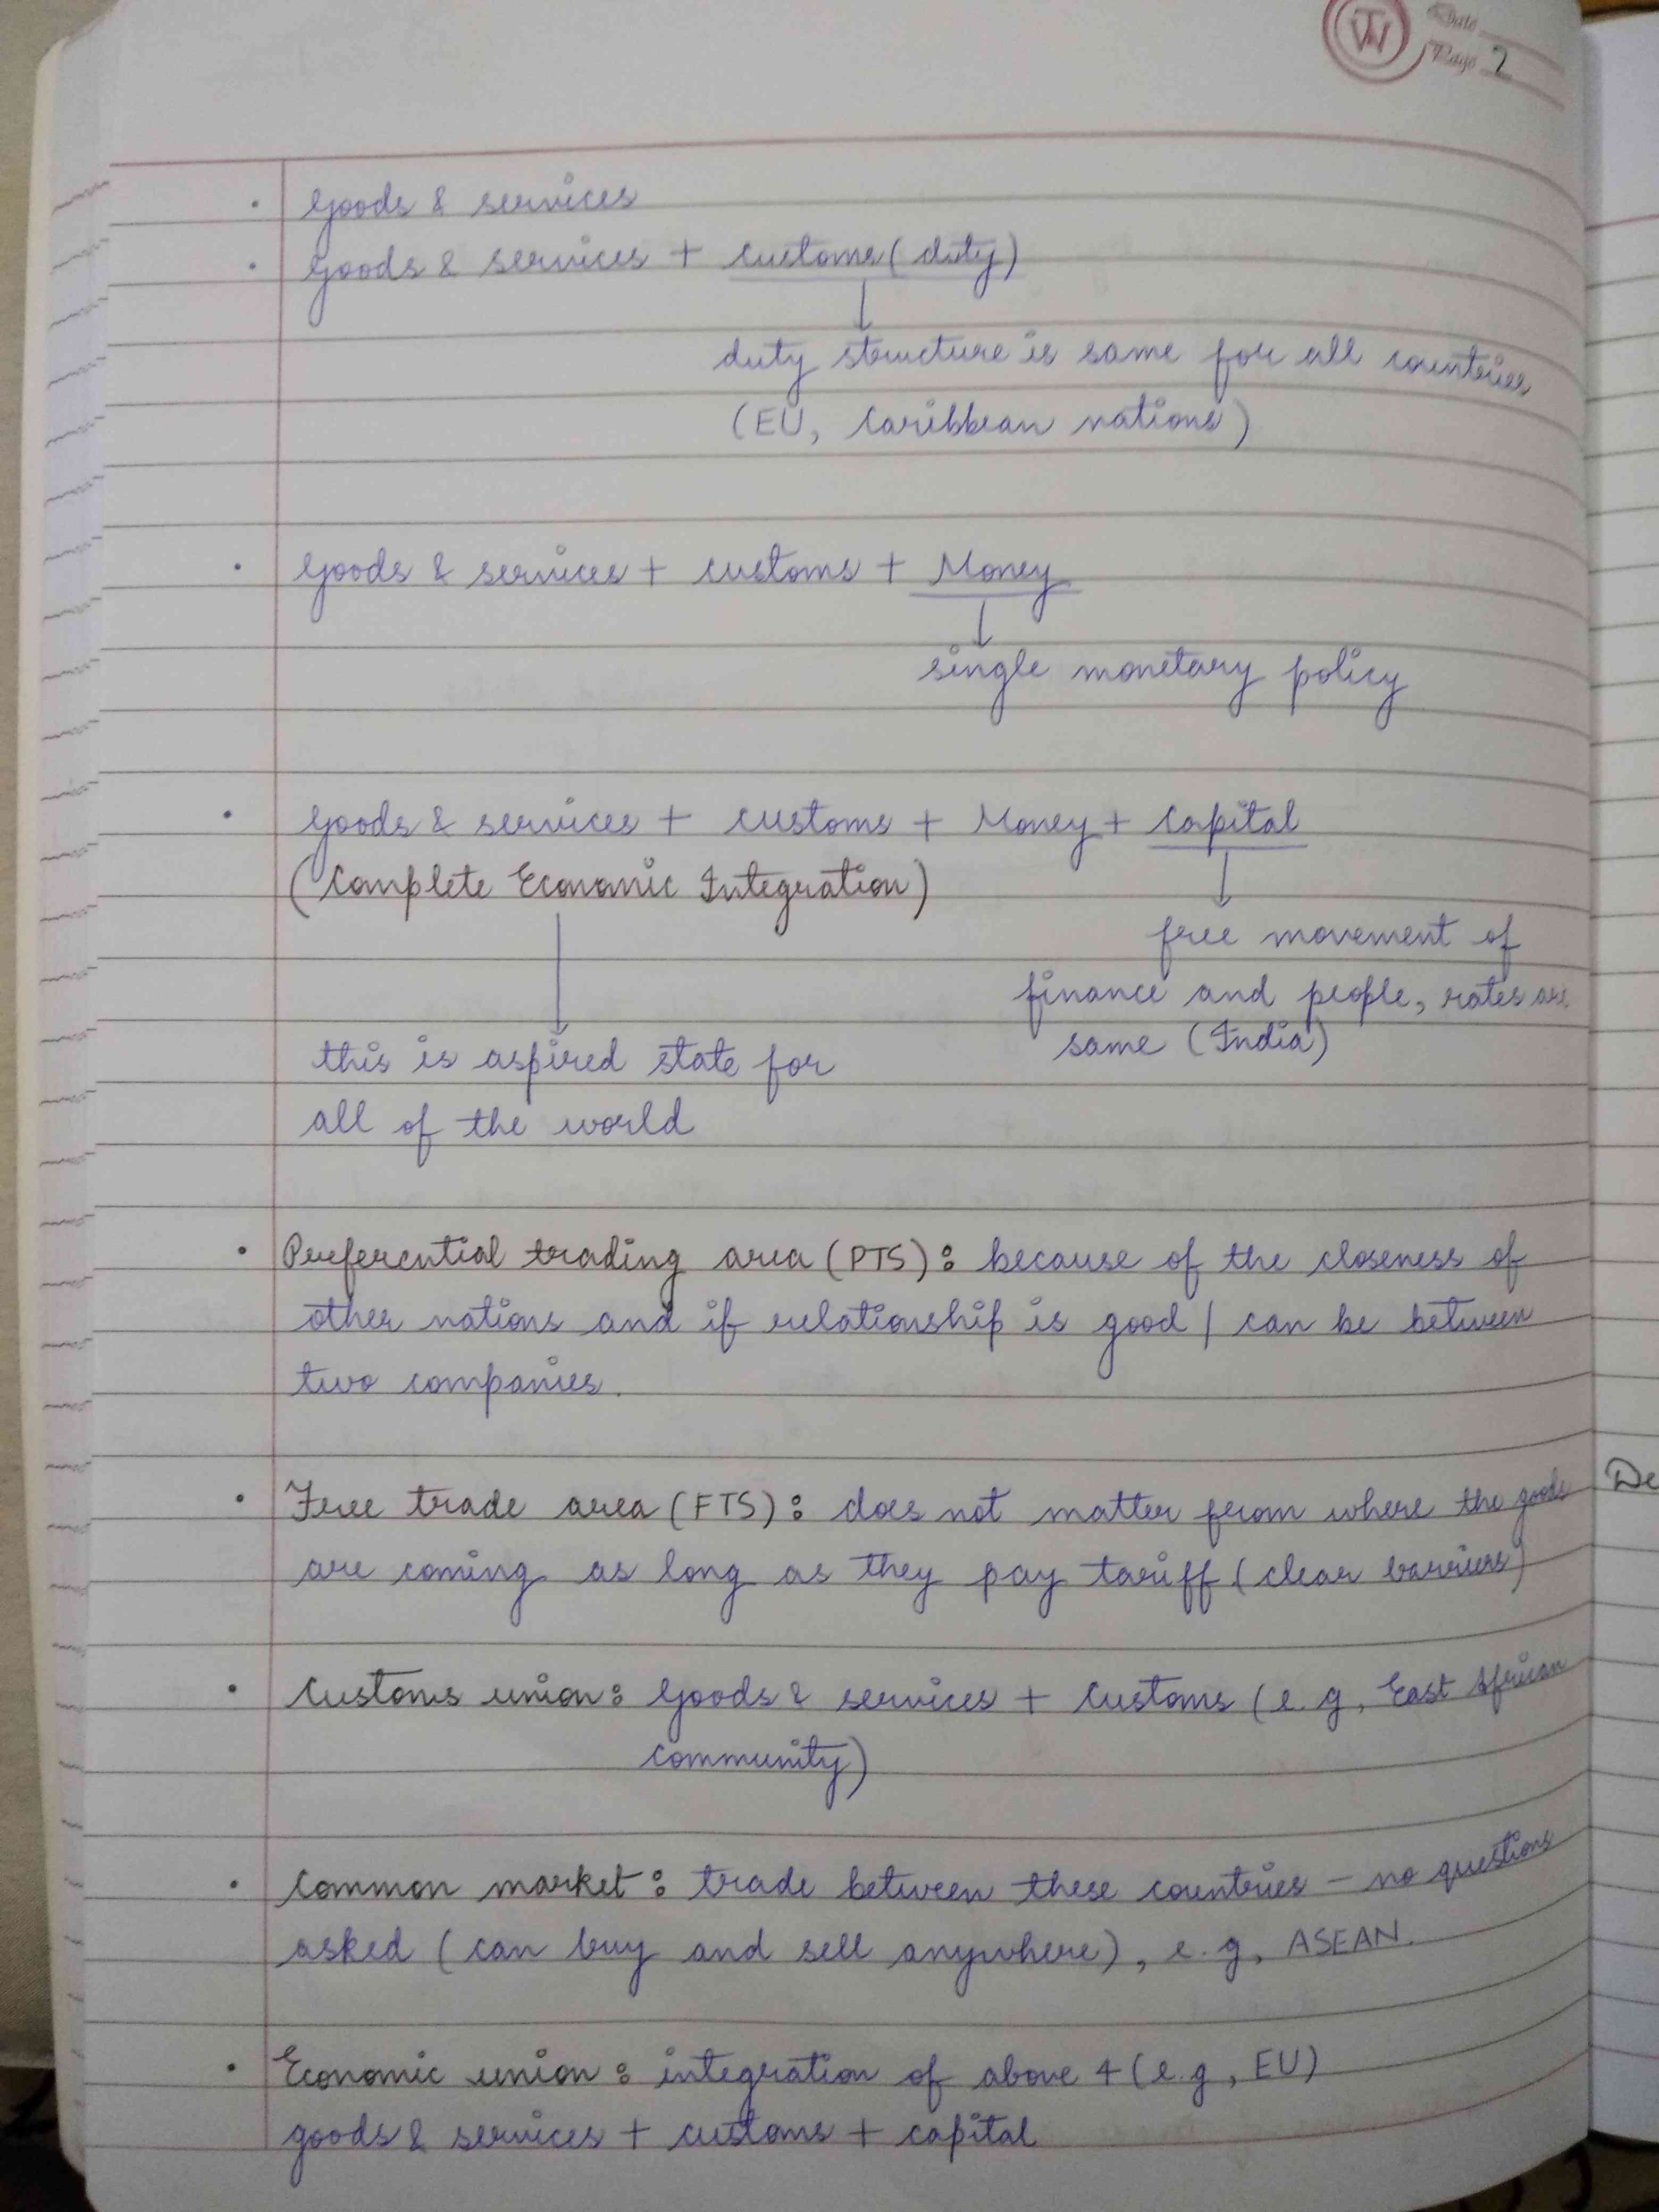 TW
Date
Page 2
• Goods & services
• Goods & services + customs (duty)
↓
duty structure is same for all countries
(EU, Caribbean nations)
• Goods & services + customs + Money
↓
single monetary policy
• Goods & services + customs + Money + Capital
(Complete Economic Integration)
↓
free movement of
finance and people, rates are
same (India)
↓
this is aspired state for
all of the world
• Preferential trading area (PTS): because of the closeness of
other nations and if relationship is good / can be between
two companies.
• Free trade area (FTS): does not matter from where the goods
are coming as long as they pay tariff (clear barriers)
• Customs union: Goods & services + Customs (e.g, East African
community)
• Common market: trade between these countries - no questions
asked (can buy and sell anywhere), e.g, ASEAN.
• Economic union: integration of above 4 (e.g, EU)
goods & services + customs + capital
De